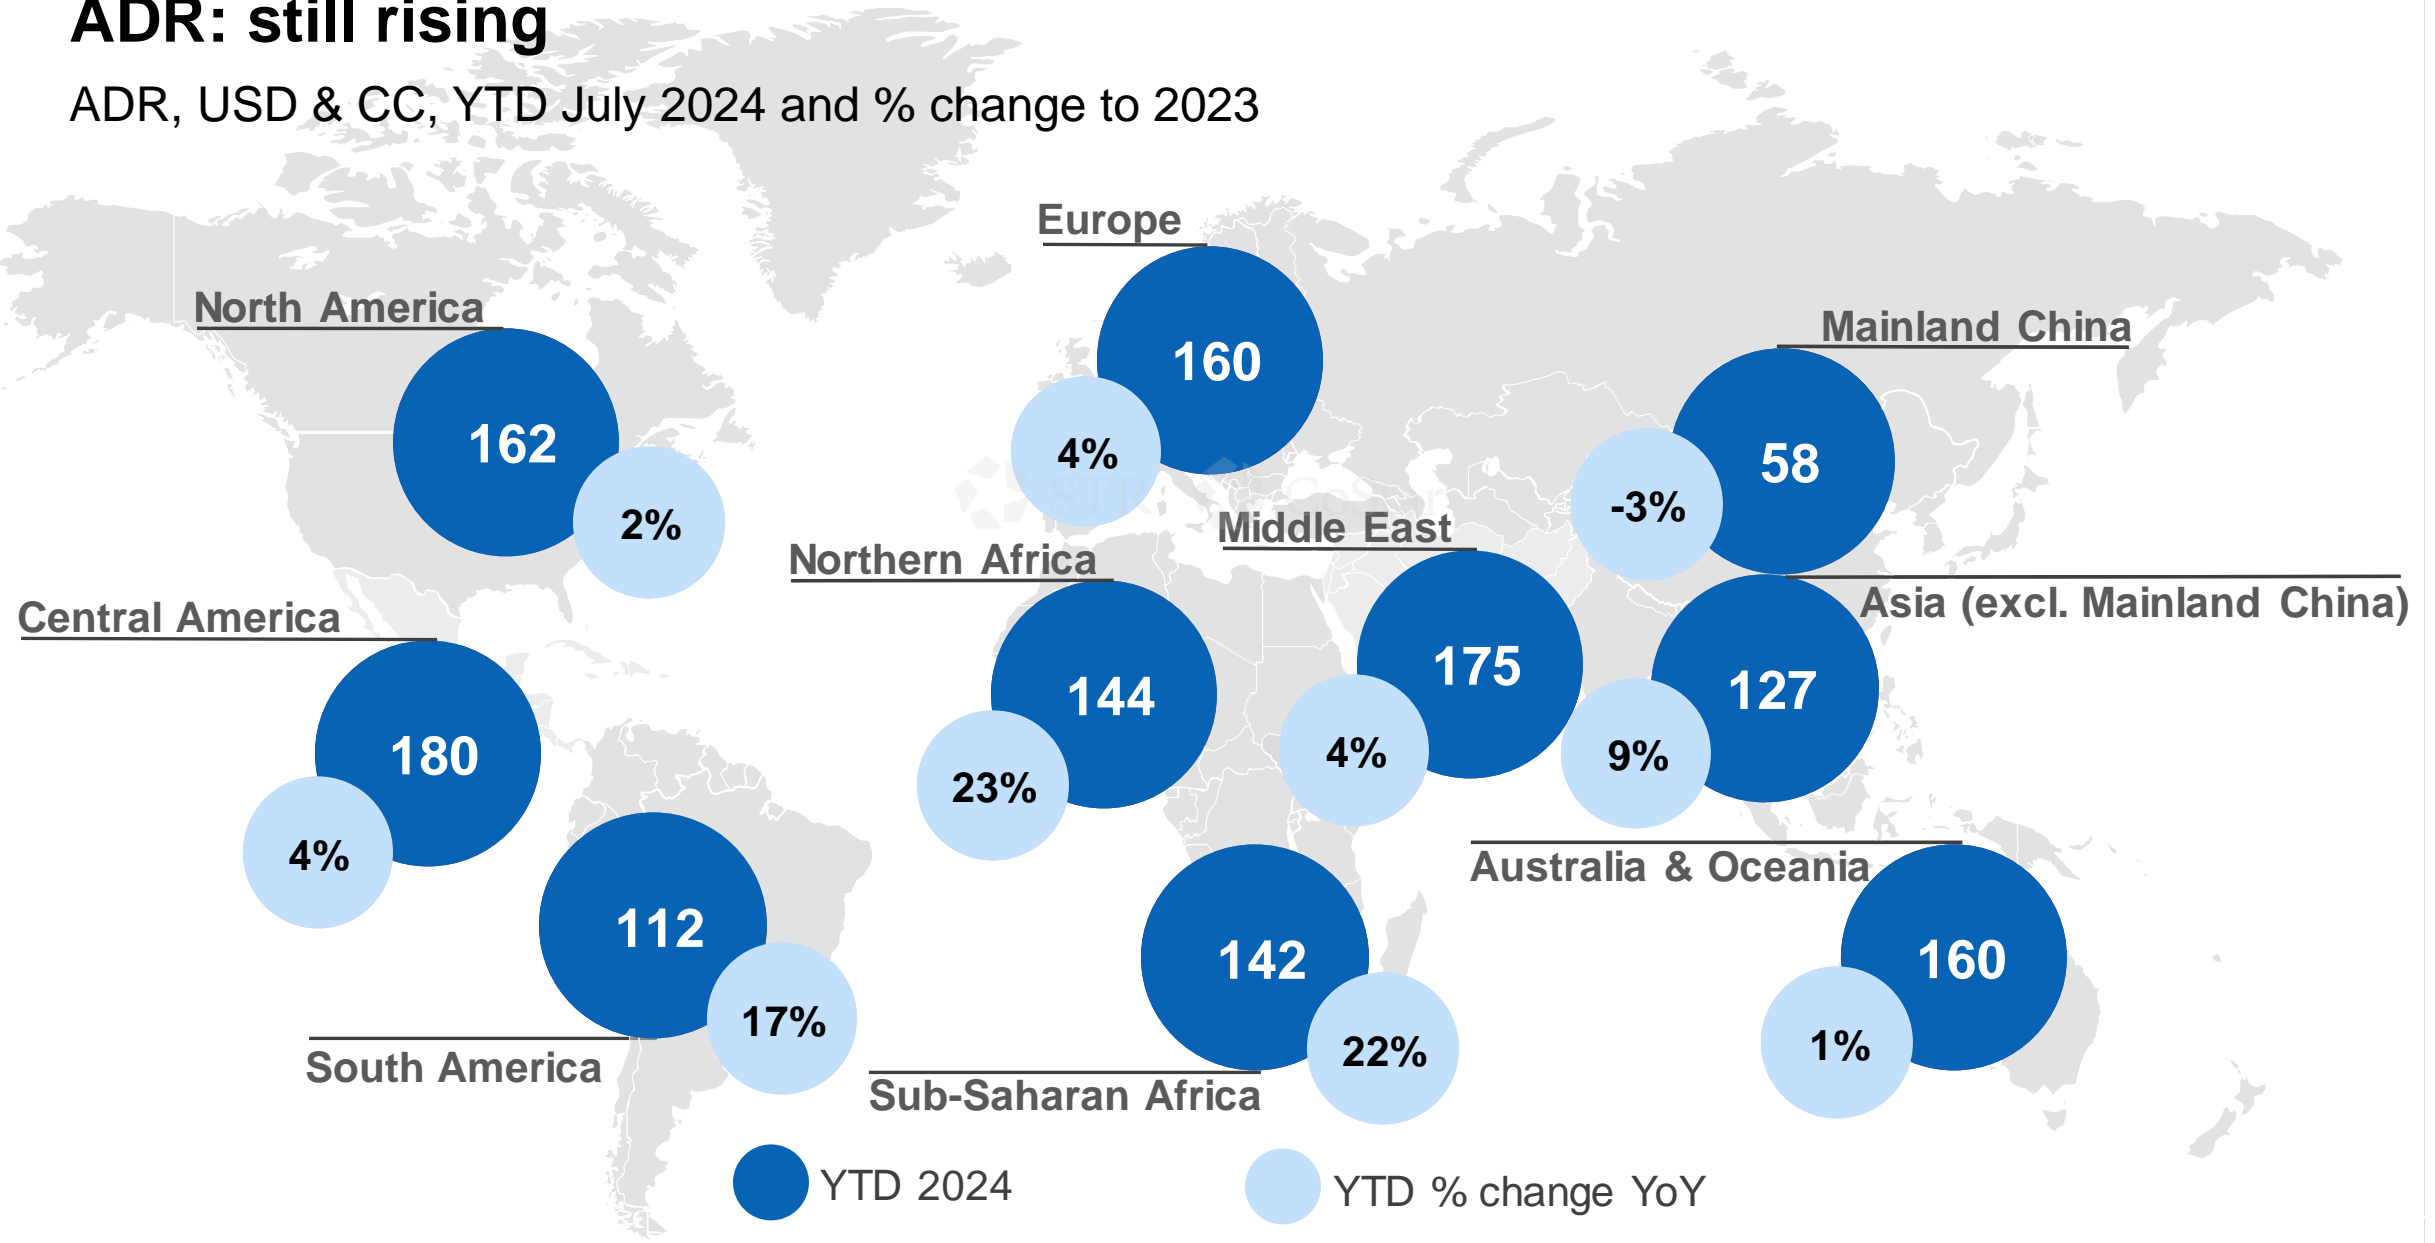 ADR: still rising
ADR, USD & CC, YTD July 2024 and % change to 2023
Europe
160
4%
North America
162
2%
Mainland China
58
-3%
Middle East
175
4%
Northern Africa
144
23%
Asia (excl. Mainland China)
127
9%
Central America
180
4%
112
17%
South America
142
22%
Sub-Saharan Africa
Australia & Oceania
160
1%
STR
YTD 2024
YTD % change YoY